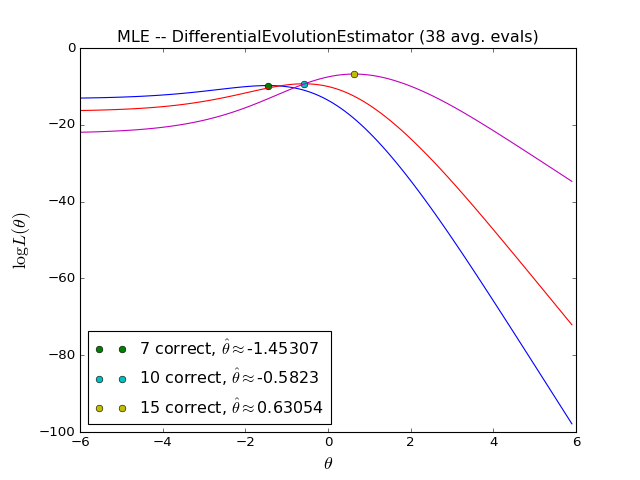 MLE -- DifferentialEvolutionEstimator (38 avg. evals)
0
−20
−40
−60
−80
−100
log L(θ)
7 correct, θ̂≈-1.45307
10 correct, θ̂≈-0.5823
15 correct, θ̂≈0.63054
−6 −4 −2 0 2 4 6
θ